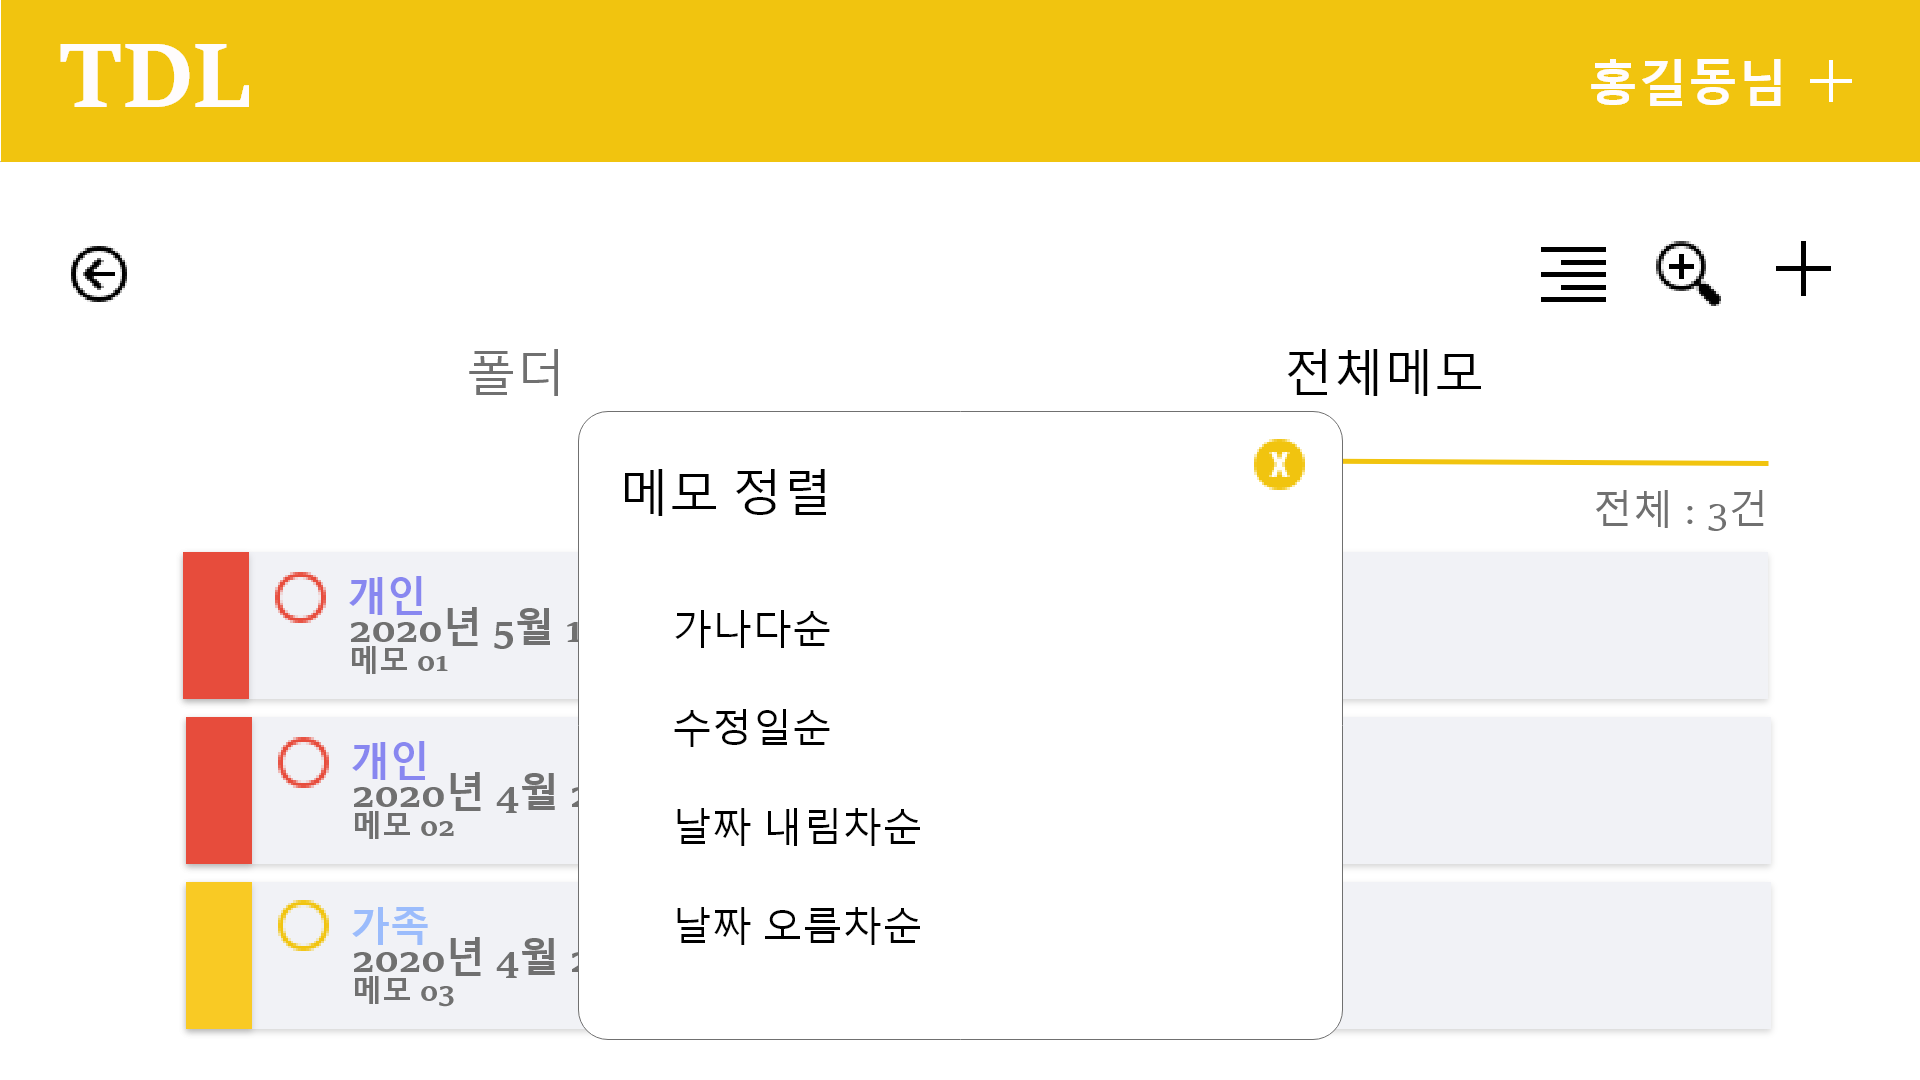 TDL
홍길동님
폴더
전체메모
메모 정렬
X
전체 : 3건
개인
2020년 5월 1
메모 01
개인
2020년 4월 2
메모 02
가족
2020년 4월 2
메모 03
가나다순
수정일순
날짜 내림차순
날짜 오름차순